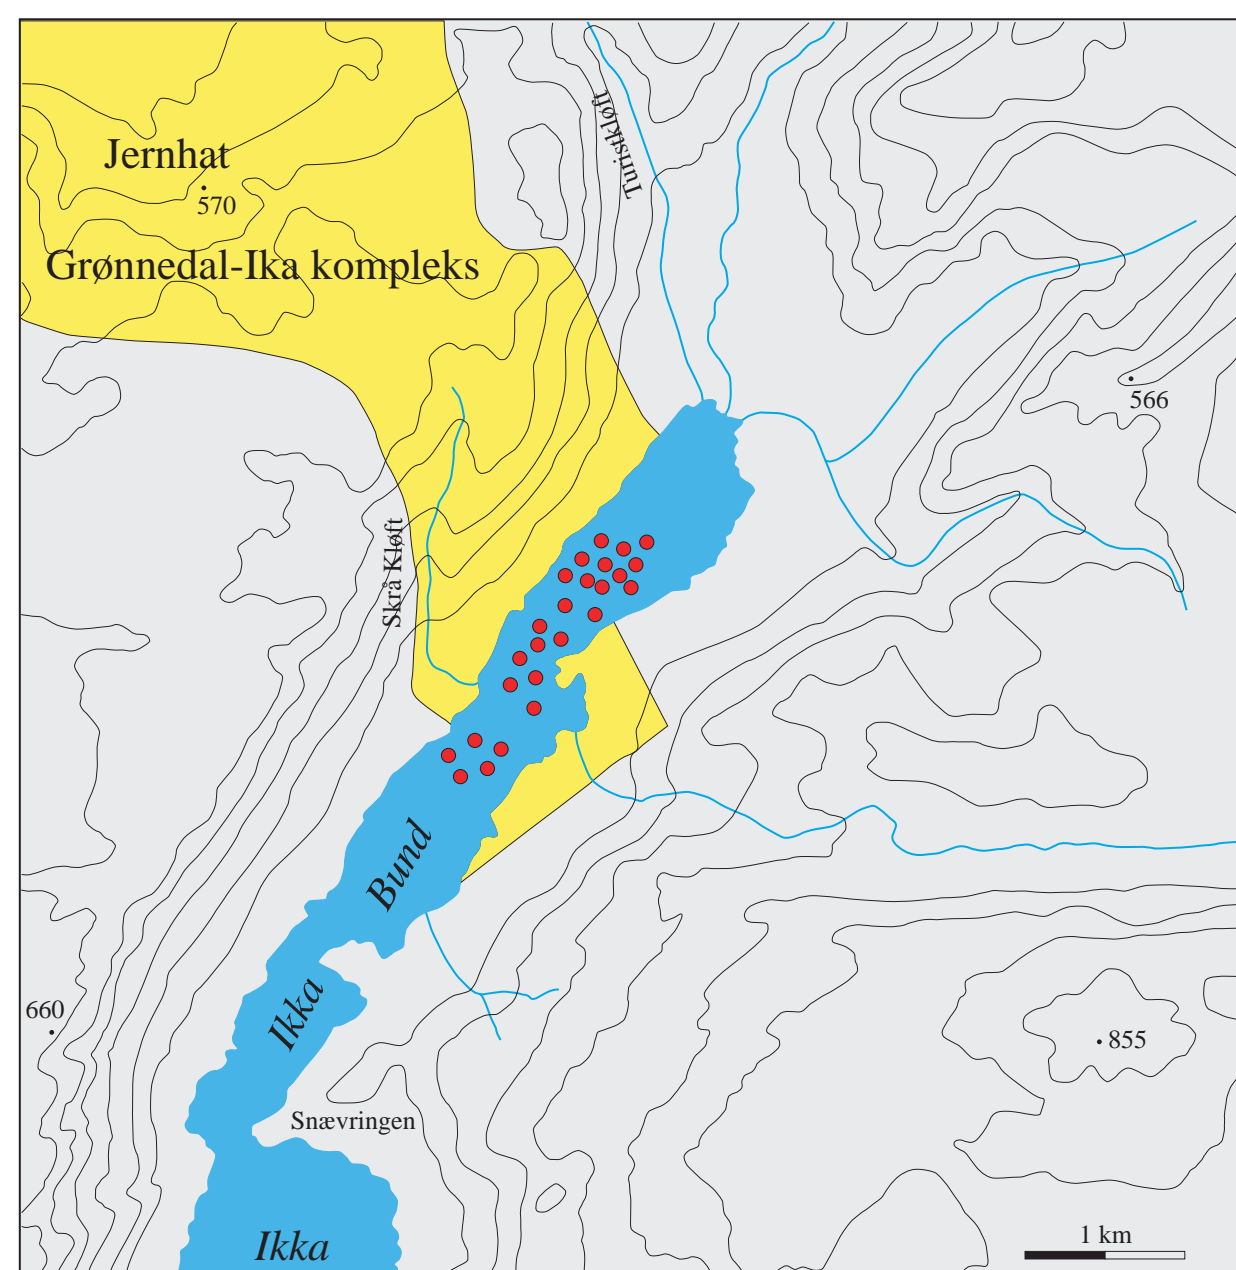 Turistkløft
Jernhat
570
Grønnedal-Ika kompleks
566
Skrå Kløft
Bund
Ikka
660
855
Snævringen
Ikka
1 km